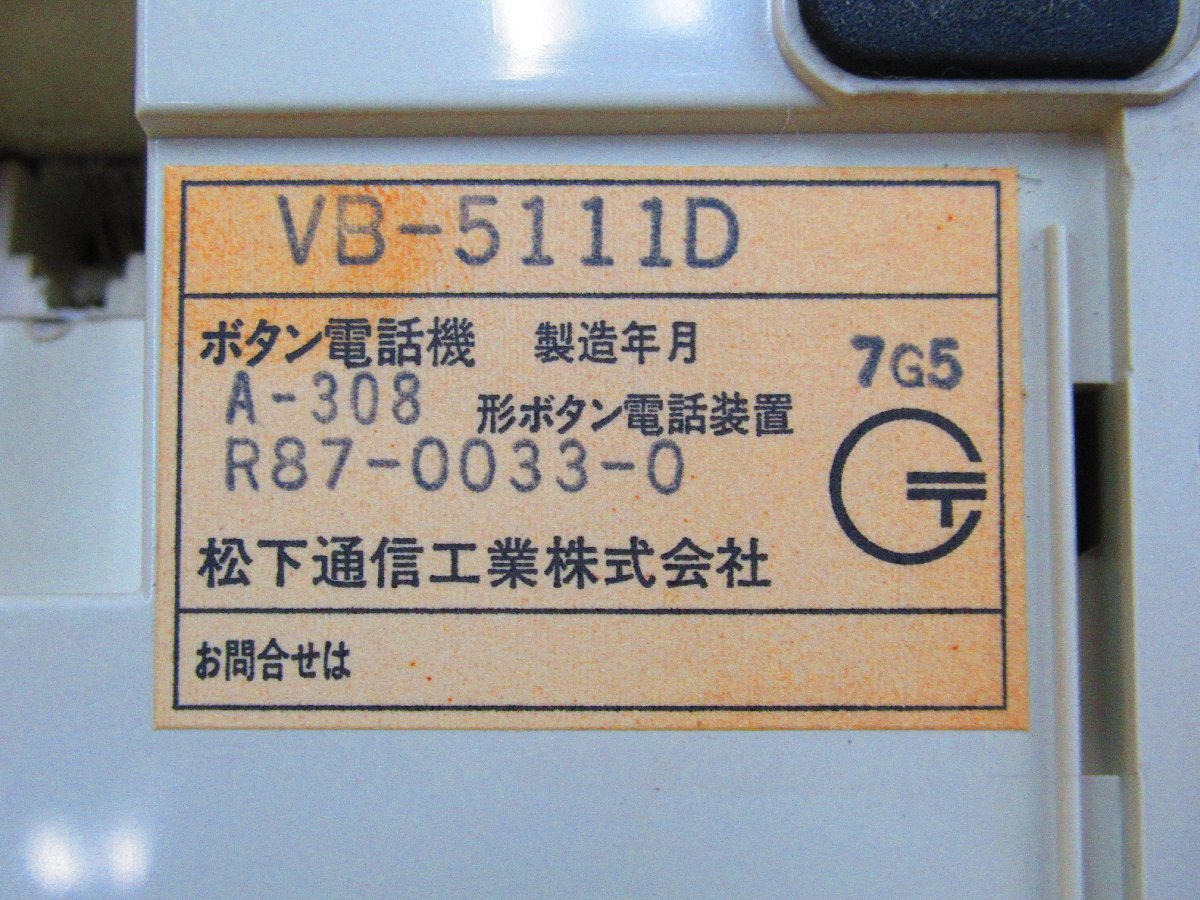 VB-5111D
ボタン電話機 製造年月 7G5
A-308 形ボタン電話装置
R87-0033-0
松下通信工業株式会社
お問合せは